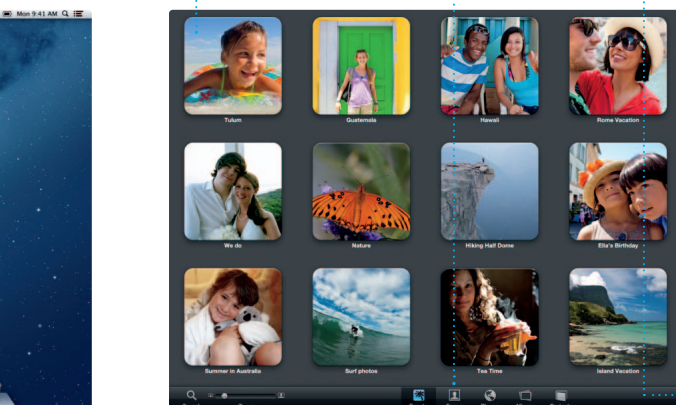 Mon 9:41 AM
Tulum
Guatemala
Hawaii
Rome Vacation
We do
Nature
Hiking Half Dome
Ella's Birthday
Summer in Australia
Surf photos
Tea Time
Island Vacation